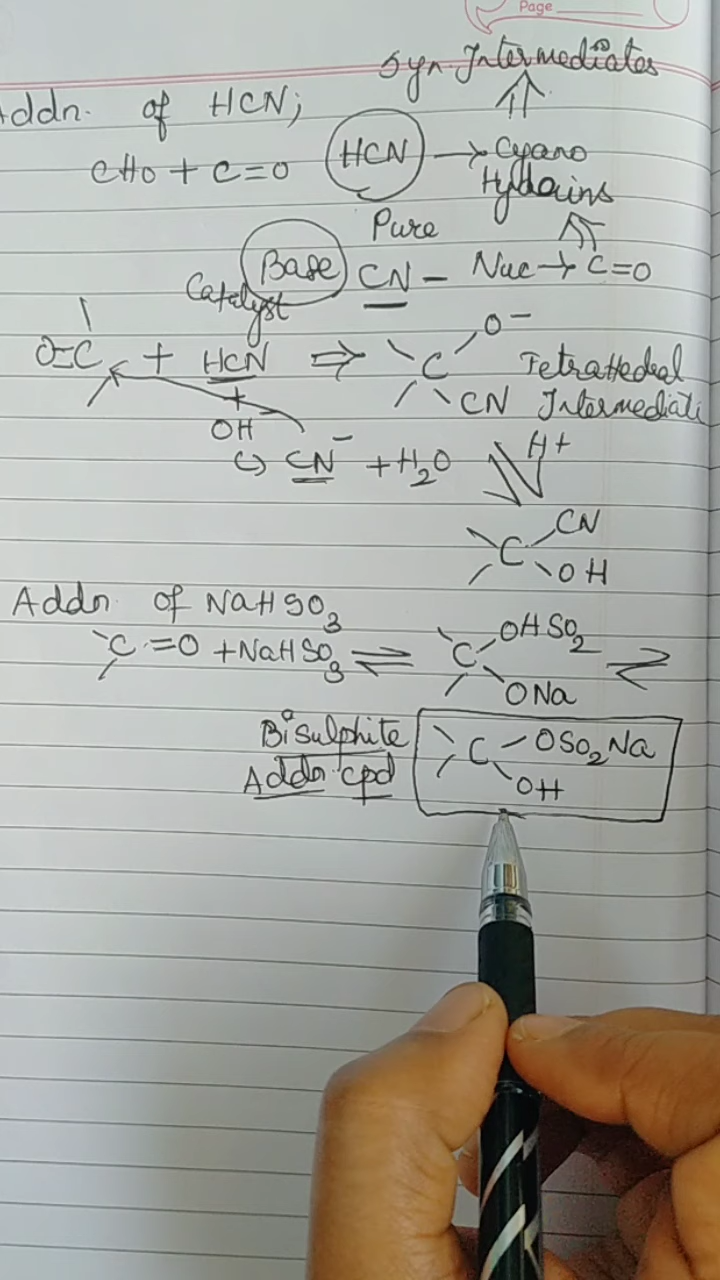 Page
Syn. Intermediates
Addn. of HCN;
CHO + C=O HCN → Cyano
Hydrins
Pure
Base CN - Nuc → C=O
Catalyst
O=C + HCN ⇒ C O⁻ Tetrahedral
CN Intermediate
+
OH
CN⁻ + H₂O H+
C CN
OH
Addn of NaHSO₃
C=O + NaHSO₃ ⇌ C OHSO₂ ⇌
ONa
Bisulphite C - OSO₂Na
Addn cpd OH